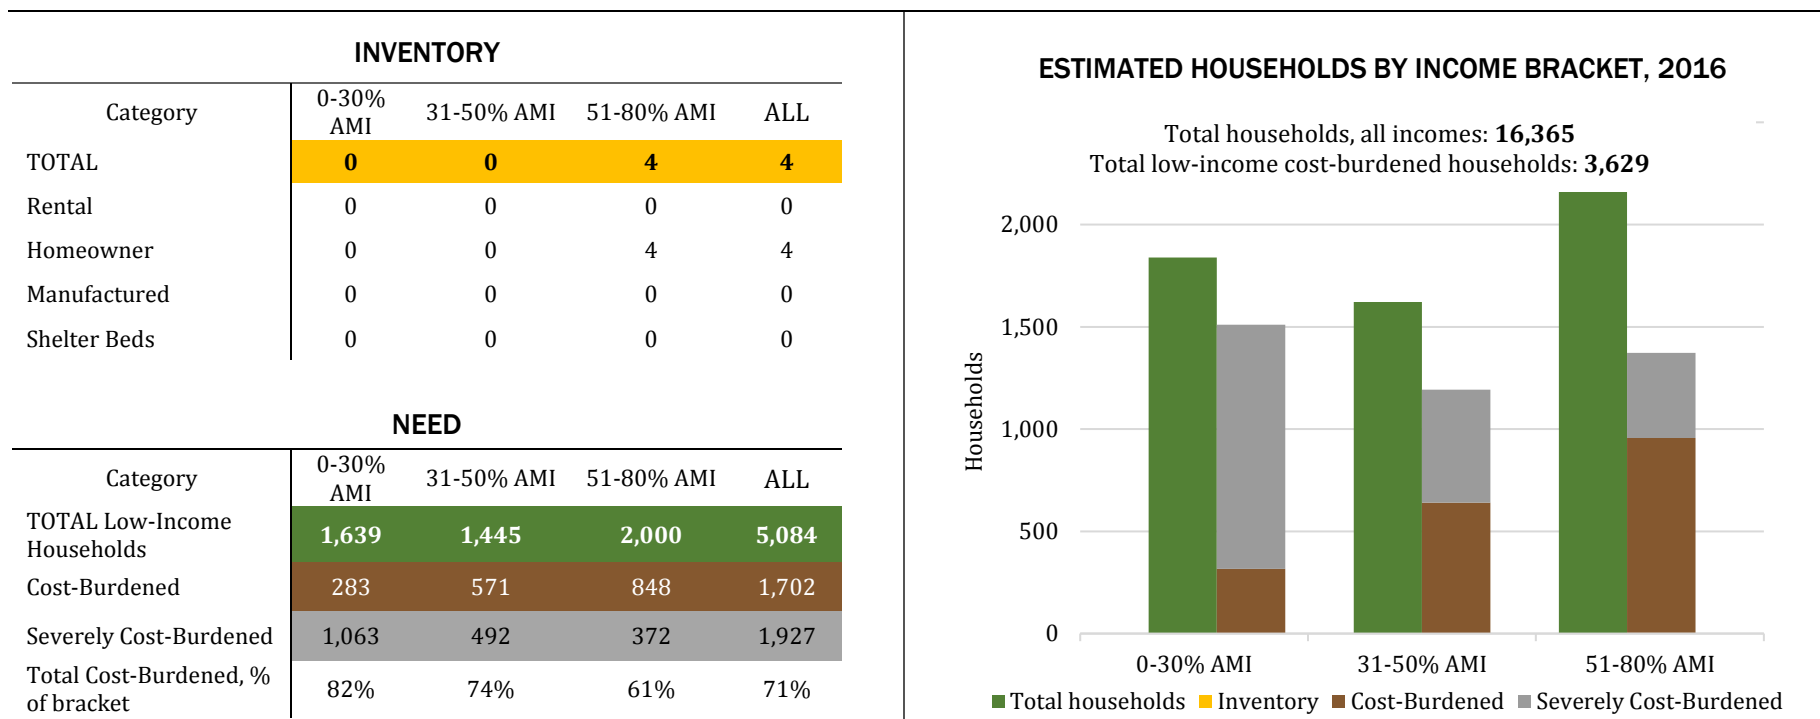 INVENTORY
Category 0-30% AMI 31-50% AMI 51-80% AMI ALL
TOTAL 0 0 4 4
Rental 0 0 0 0
Homeowner 0 0 4 4
Manufactured 0 0 0 0
Shelter Beds 0 0 0 0
NEED
Category 0-30% AMI 31-50% AMI 51-80% AMI ALL
TOTAL Low-Income Households 1,639 1,445 2,000 5,084
Cost-Burdened 283 571 848 1,702
Severely Cost-Burdened 1,063 492 372 1,927
Total Cost-Burdened, % of bracket 82% 74% 61% 71%
ESTIMATED HOUSEHOLDS BY INCOME BRACKET, 2016
Total households, all incomes: 16,365
Total low-income cost-burdened households: 3,629
Households
2,000
1,500
1,000
500
0
0-30% AMI 31-50% AMI 51-80% AMI
Total households Inventory Cost-Burdened Severely Cost-Burdened